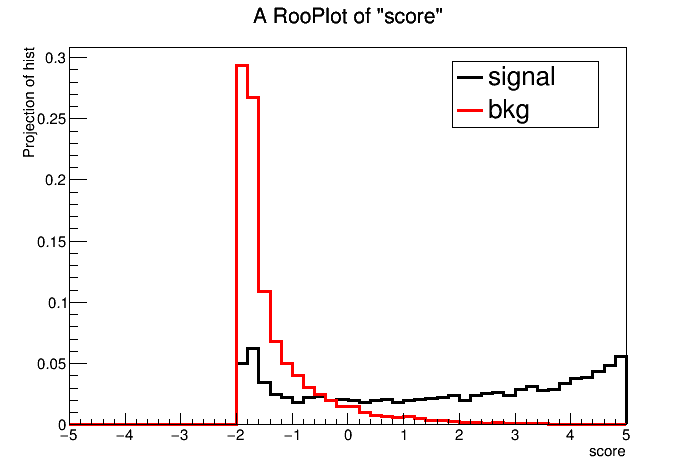 A RooPlot of "score"
Projection of hist
0.3
0.25
0.2
0.15
0.1
0.05
0
signal
bkg
−5 −4 −3 −2 −1 0 1 2 3 4 5
score